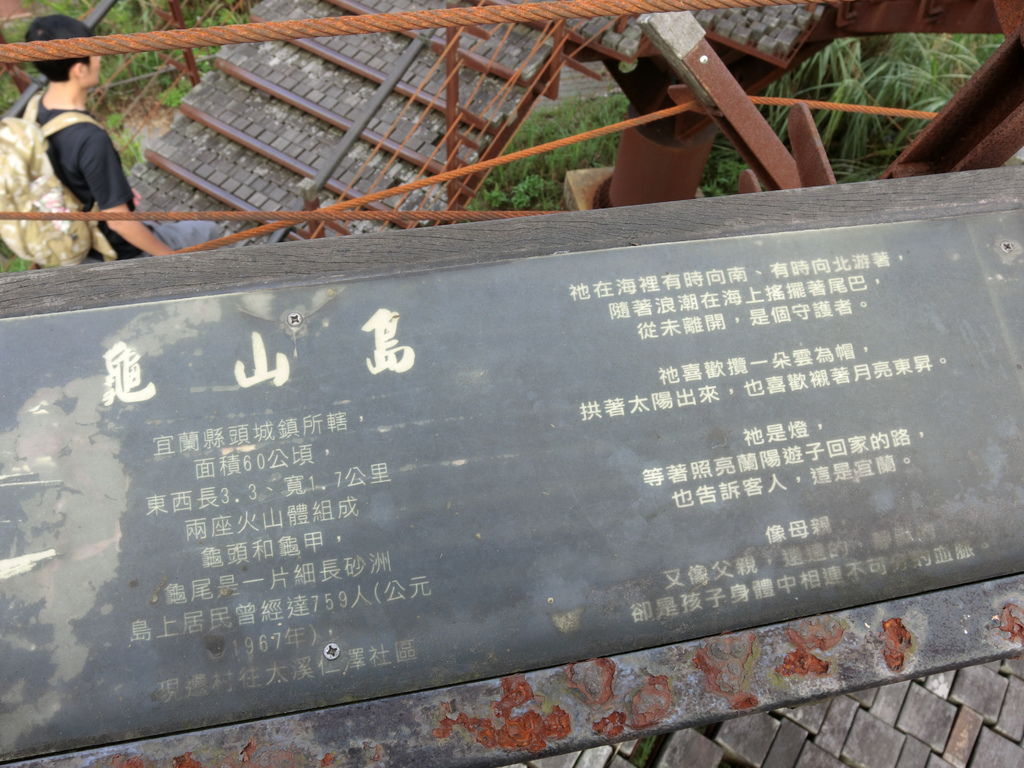 龜山島
宜蘭縣頭城鎮所轄，
面積60公頃，
東西長3.3、寬1.7公里
兩座火山體組成
龜頭和龜甲，
龜尾是一片細長砂洲
島上居民曾經達759人(公元
1967年)，
現遷村往大溪仁澤社區
祂在海裡有時向南、有時向北游著，
隨著浪潮在海上搖擺著尾巴，
從未離開，是個守護者。
祂喜歡攬一朵雲為帽，
拱著太陽出來，也喜歡襯著月亮東昇。
祂是燈，
等著照亮蘭陽遊子回家的路，
也告訴客人，這是宜蘭。
像母親
又像父親，遠遠的，
卻是孩子身體中相連不可分的血脈。